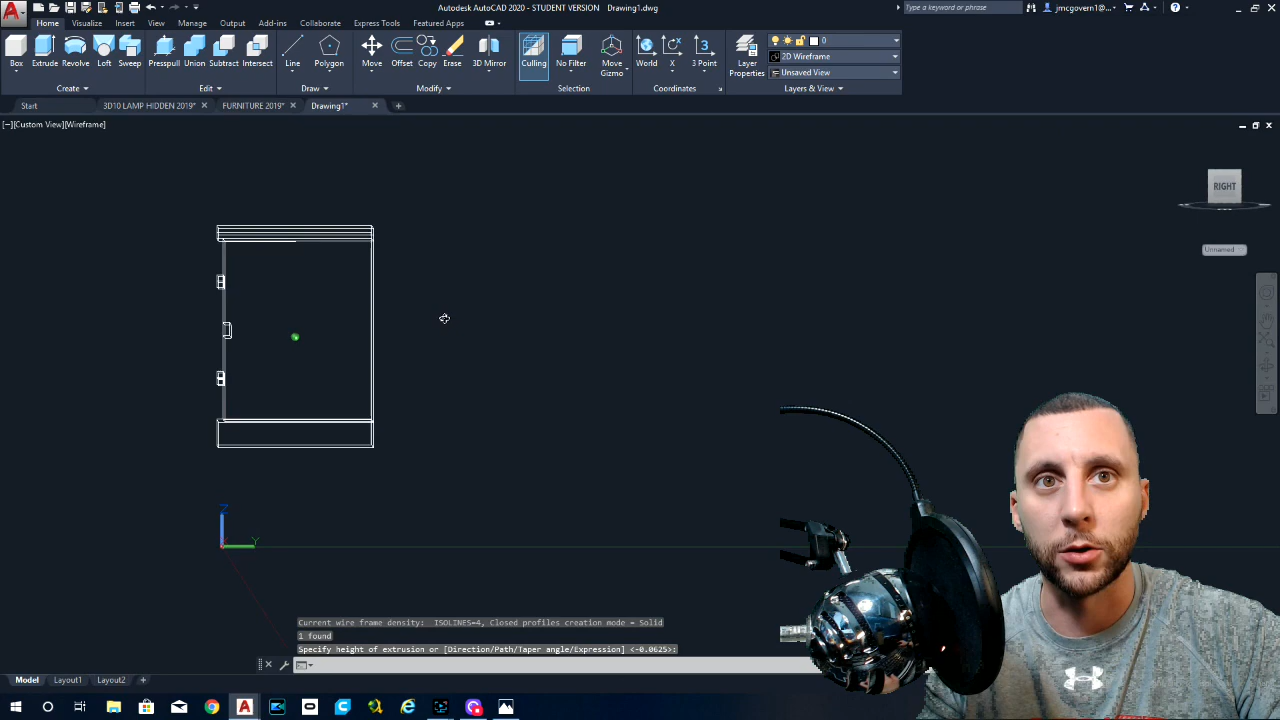 Autodesk AutoCAD 2020 - STUDENT VERSION Drawing1.dwg
Type a keyword or phrase
jmcgovern1@...
Home Visualize Insert View Manage Output Add-ins Collaborate Express Tools Featured Apps
Box Extrude Revolve Loft Sweep Presspull Union Subtract Intersect Line Polygon Move Offset Copy Erase 3D Mirror Culling No Filter Move Gizmo World X 3 Point Layer Properties
0
2D Wireframe
Unsaved View
Create Edit Draw Modify Selection Coordinates Layers & View
Start 3D10 LAMP HIDDEN 2019* FURNITURE 2019* Drawing1*
[−][Custom View][Wireframe]
RIGHT
Unnamed
Z
Y
Current wire frame density: ISOLINES=4, Closed profiles creation mode = Solid
1 found
Specify height of extrusion or [Direction/Path/Taper angle/Expression] <-0.0625>:
Model Layout1 Layout2